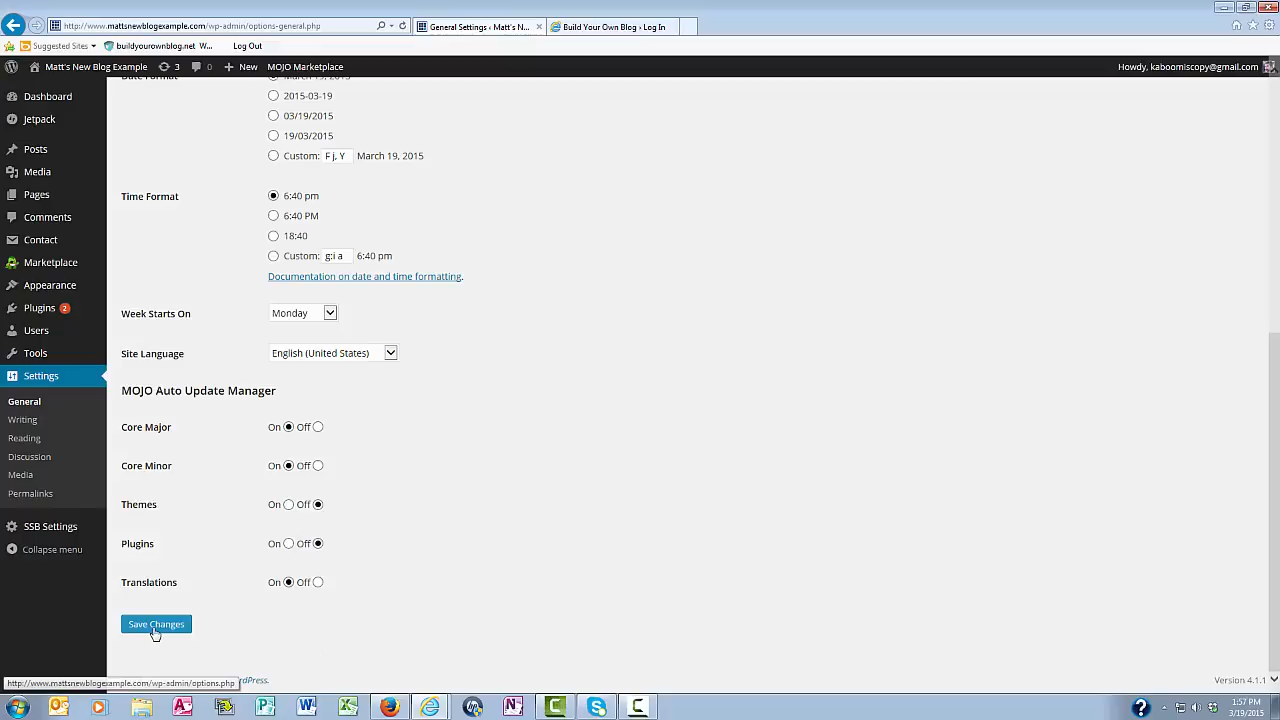 http://www.mattsnewblogexample.com/wp-admin/options-general.php
General Settings ‹ Matt's N...
Build Your Own Blog › Log In
Suggested Sites
buildyourownblog.net W...
Log Out
Matt's New Blog Example
3
0
New
MOJO Marketplace
Howdy, kaboomiscopy@gmail.com
Date Format
March 19, 2015
Dashboard
2015-03-19
Jetpack
03/19/2015
19/03/2015
Posts
Custom: F j, Y March 19, 2015
Media
Pages
Time Format
6:40 pm
Comments
6:40 PM
Contact
18:40
Marketplace
Custom: g:i a 6:40 pm
Documentation on date and time formatting.
Appearance
Plugins 2
Week Starts On
Monday
Users
Tools
Site Language
English (United States)
Settings
MOJO Auto Update Manager
General
Writing
Core Major
On Off
Reading
Discussion
Core Minor
On Off
Media
Permalinks
Themes
On Off
SSB Settings
Plugins
On Off
Collapse menu
Translations
On Off
Save Changes
http://www.mattsnewblogexample.com/wp-admin/options.php
rdPress.
Version 4.1.1
1:57 PM
3/19/2015